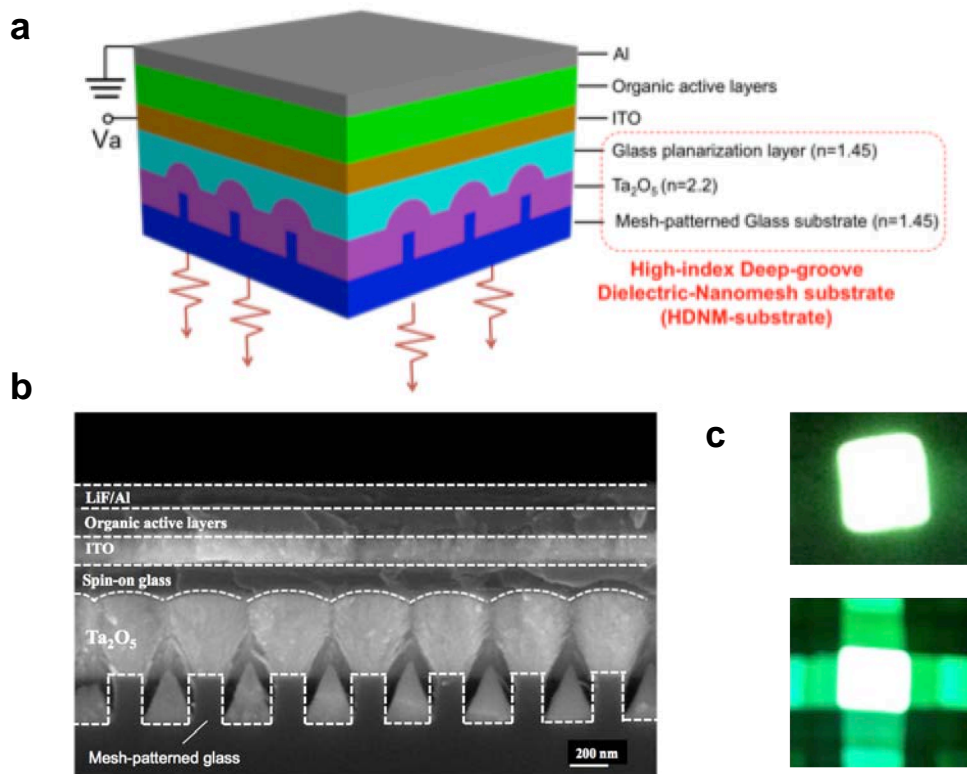 a
Al
Organic active layers
ITO
Va
Glass planarization layer (n=1.45)
Ta₂O₅ (n=2.2)
Mesh-patterned Glass substrate (n=1.45)
High-index Deep-groove
Dielectric-Nanomesh substrate
(HDNM-substrate)
b
c
LiF/Al
Organic active layers
ITO
Spin-on glass
Ta₂O₅
Mesh-patterned glass
200 nm